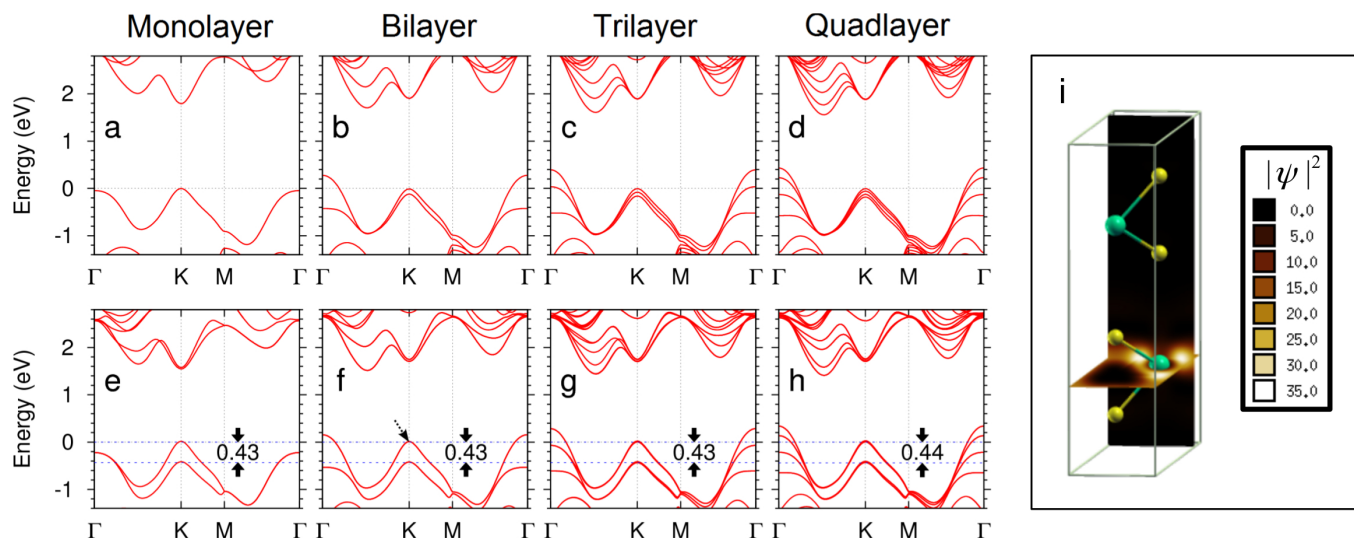 Monolayer Bilayer Trilayer Quadlayer
Energy (eV)
2
1
0
-1
a
b
c
d
Γ K M Γ
Γ K M Γ
Γ K M Γ
Γ K M Γ
Energy (eV)
2
1
0
-1
e
0.43
f
0.43
g
0.43
h
0.44
Γ K M Γ
Γ K M Γ
Γ K M Γ
Γ K M Γ
i
|ψ|²
0.0
5.0
10.0
15.0
20.0
25.0
30.0
35.0